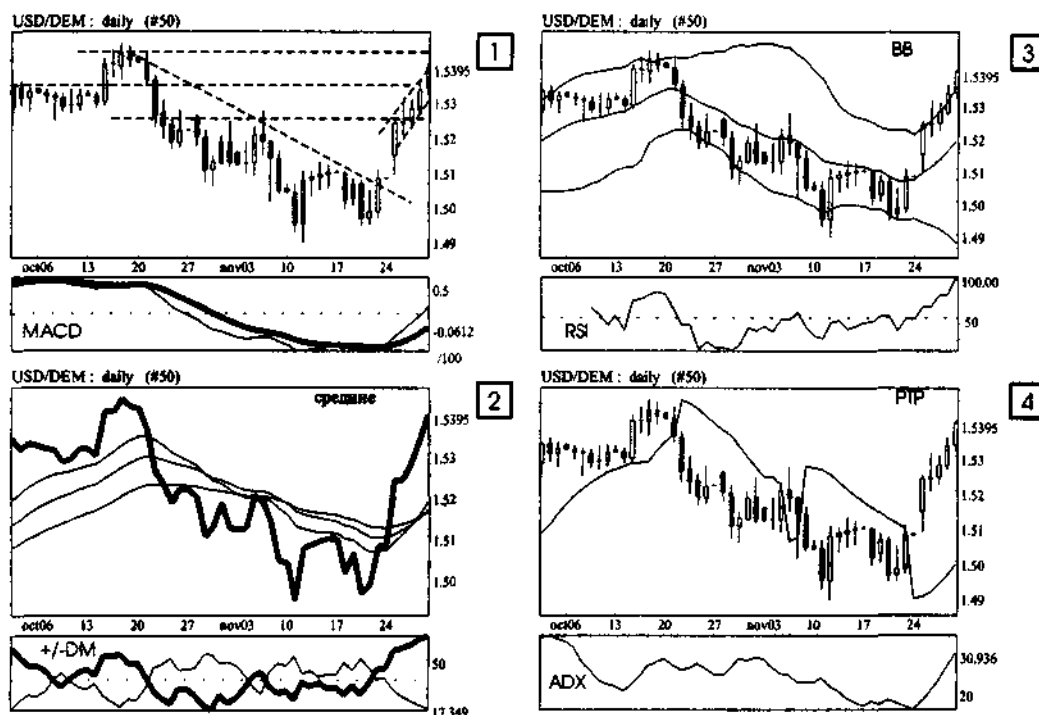 USD/DEM : daily (#50)
1
1.5395
1.53
1.52
1.51
1.50
1.49
oct06 13 20 27 nov03 10 17 24
MACD
0.5
-0.0612
/100
USD/DEM : daily (#50)
средние
2
1.5395
1.53
1.52
1.51
1.50
oct06 13 20 27 nov03 10 17 24
+/-DM
50
17.349
USD/DEM : daily (#50)
BB
3
1.5395
1.53
1.52
1.51
1.50
1.49
oct06 13 20 27 nov03 10 17 24
RSI
100.00
50
USD/DEM : daily (#50)
PTP
4
1.5395
1.53
1.52
1.51
1.50
1.49
oct06 13 20 27 nov03 10 17 24
ADX
30,936
20